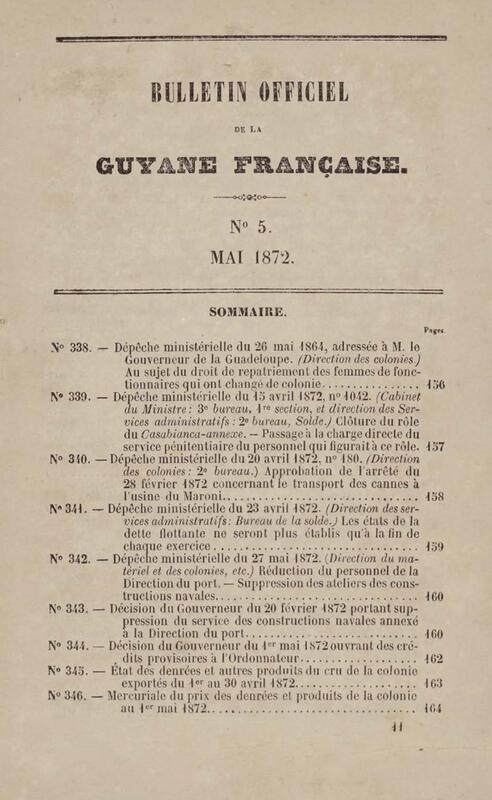 BULLETIN OFFICIEL
DE LA
GUYANE FRANÇAISE.
Nº 5.
MAI 1872.
SOMMAIRE.
Pages.
Nº 338. — Dépêche ministérielle du 26 mai 1864, adressée à M. le
Gouverneur de la Guadeloupe. (Direction des colonies.)
Au sujet du droit de repatriement des femmes de fonc-
tionnaires qui ont changé de colonie................ 156
Nº 339. — Dépêche ministérielle du 15 avril 1872, nº 1042. (Cabinet
du Ministre : 3e bureau, 1re section, et direction des Ser-
vices administratifs : 2e bureau, Solde.) Clôture du rôle
du Casabianca-annexe. — Passage à la charge directe du
service pénitentiaire du personnel qui figurait à ce rôle. 157
Nº 340. — Dépêche ministérielle du 20 avril 1872, nº 180. (Direction
des colonies : 2e bureau.) Approbation de l'arrêté du
28 février 1872 concernant le transport des cannes à
l'usine du Maroni................................ 158
Nº 341. — Dépêche ministérielle du 23 avril 1872. (Direction des ser-
vices administratifs : Bureau de la solde.) Les états de la
dette flottante ne seront plus établis qu'à la fin de
chaque exercice.................................. 159
Nº 342. — Dépêche ministérielle du 27 mai 1872. (Direction du ma-
tériel et des colonies, etc.) Réduction du personnel de la
Direction du port. — Suppression des ateliers des cons-
tructions navales................................. 160
Nº 343. — Décision du Gouverneur du 20 février 1872 portant sup-
pression du service des constructions navales annexé
à la Direction du port............................ 160
Nº 344. — Décision du Gouverneur du 1er mai 1872 ouvrant des cré-
dits provisoires à l'Ordonnateur.................... 162
Nº 345. — État des denrées et autres produits du cru de la colonie
exportés du 1er au 30 avril 1872.................... 163
Nº 346. — Mercuriale du prix des denrées et produits de la colonie
au 1er mai 1872.................................. 164
11